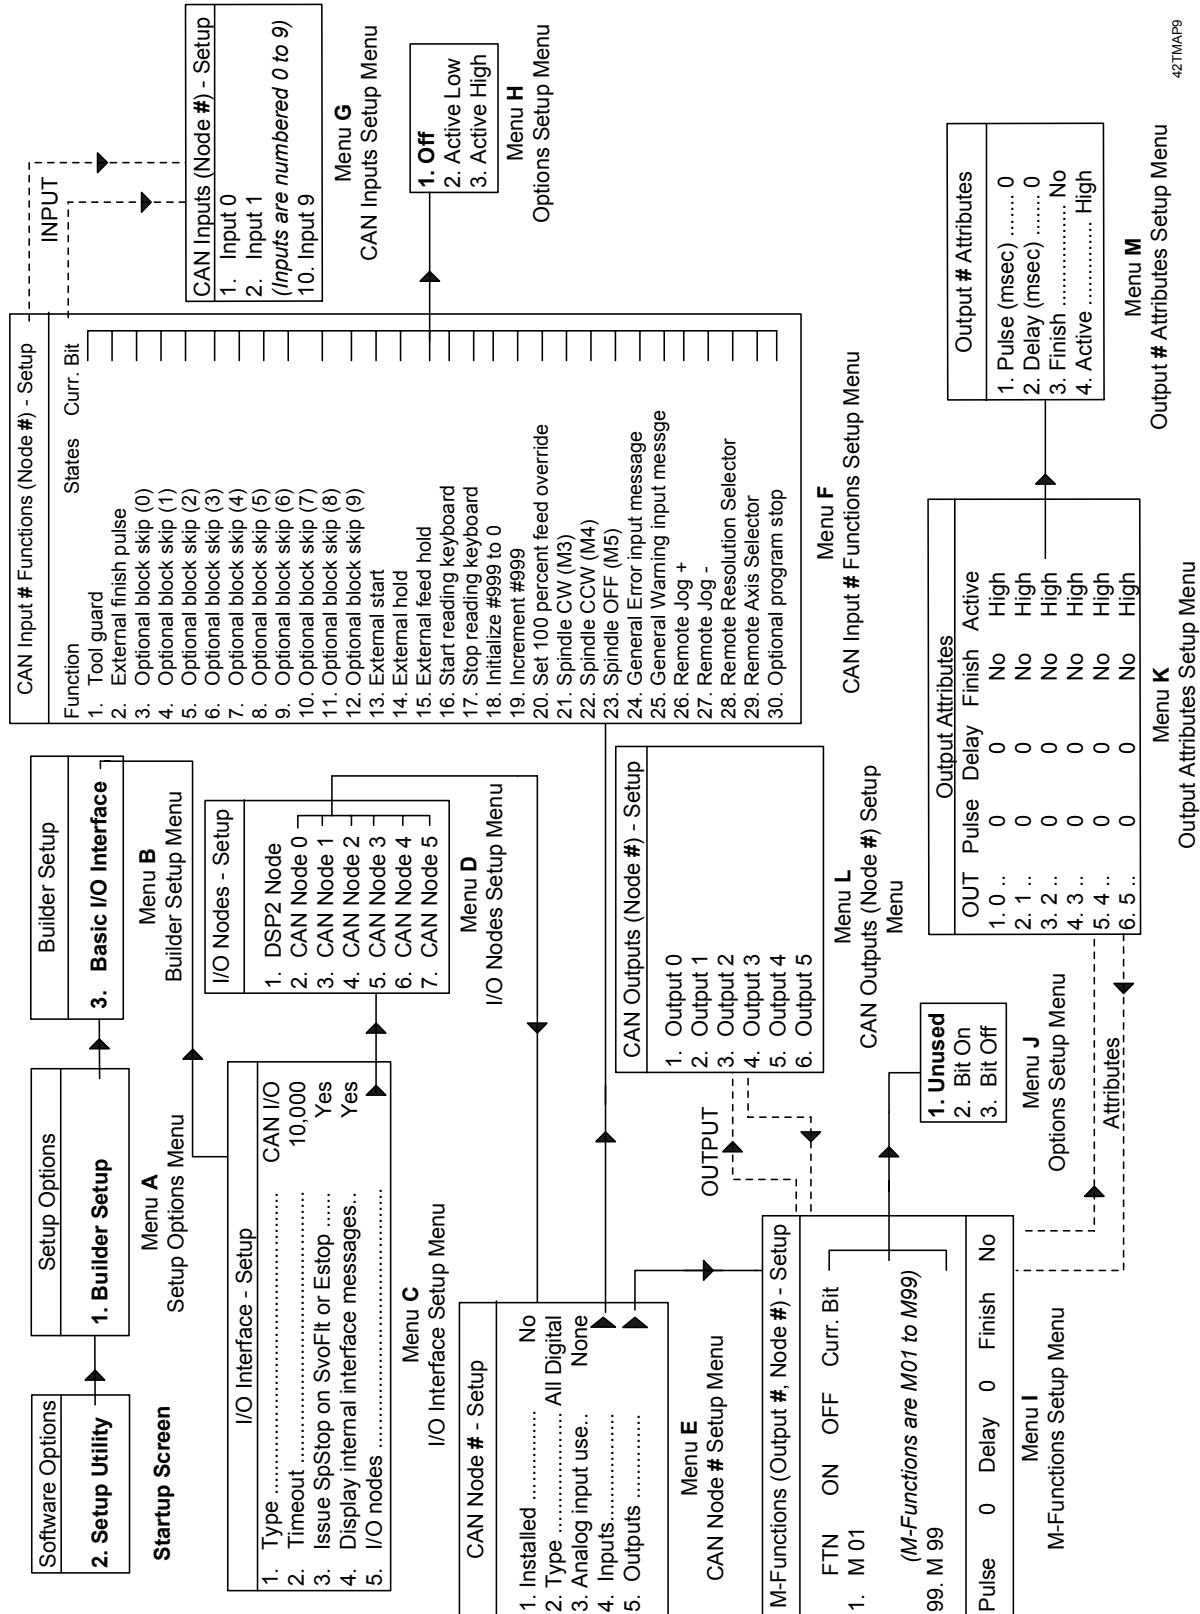 Software Options
2. Setup Utility
Startup Screen
Setup Options
1. Builder Setup
Menu A
Setup Options Menu
Builder Setup
3. Basic I/O Interface
Menu B
Builder Setup Menu
I/O Interface - Setup
1. Type .......................................... CAN I/O
2. Timeout ..................................... 10,000
3. Issue SpStop on SvoFlt or Estop ...... Yes
4. Display internal interface messages.. Yes
5. I/O nodes ........................................
Menu C
I/O Interface Setup Menu
I/O Nodes - Setup
1. DSP2 Node
2. CAN Node 0
3. CAN Node 1
4. CAN Node 2
5. CAN Node 3
6. CAN Node 4
7. CAN Node 5
Menu D
I/O Nodes Setup Menu
CAN Node # - Setup
1. Installed ................ No
2. Type ................... All Digital
3. Analog input use.. None
4. Inputs................
5. Outputs .............
Menu E
CAN Node # Setup Menu
CAN Input # Functions (Node #) - Setup
Function States Curr. Bit
1. Tool guard
2. External finish pulse
3. Optional block skip (0)
4. Optional block skip (1)
5. Optional block skip (2)
6. Optional block skip (3)
7. Optional block skip (4)
8. Optional block skip (5)
9. Optional block skip (6)
10. Optional block skip (7)
11. Optional block skip (8)
12. Optional block skip (9)
13. External start
14. External hold
15. External feed hold
16. Start reading keyboard
17. Stop reading keyboard
18. Initialize #999 to 0
19. Increment #999
20. Set 100 percent feed override
21. Spindle CW (M3)
22. Spindle CCW (M4)
23. Spindle OFF (M5)
24. General Error input message
25. General Warning input messge
26. Remote Jog +
27. Remote Jog -
28. Remote Resolution Selector
29. Remote Axis Selector
30. Optional program stop
Menu F
CAN Input # Functions Setup Menu
INPUT
CAN Inputs (Node #) - Setup
1. Input 0
2. Input 1
(Inputs are numbered 0 to 9)
10. Input 9
Menu G
CAN Inputs Setup Menu
1. Off
2. Active Low
3. Active High
Menu H
Options Setup Menu
M-Functions (Output #, Node #) - Setup
FTN ON OFF Curr. Bit
1. M 01
(M-Functions are M01 to M99)
99. M 99
Pulse 0 Delay 0 Finish No
Menu I
M-Functions Setup Menu
OUTPUT
CAN Outputs (Node #) - Setup
1. Output 0
2. Output 1
3. Output 2
4. Output 3
5. Output 4
6. Output 5
Menu L
CAN Outputs (Node #) Setup
Menu
1. Unused
2. Bit On
3. Bit Off
Menu J
Options Setup Menu
Attributes
Output Attributes
OUT Pulse Delay Finish Active
1. 0 .. 0 0 No High
2. 1 .. 0 0 No High
3. 2 .. 0 0 No High
4. 3 .. 0 0 No High
5. 4 .. 0 0 No High
6. 5 .. 0 0 No High
Menu K
Output Attributes Setup Menu
Output # Attributes
1. Pulse (msec) ....... 0
2. Delay (msec) ....... 0
3. Finish ................. No
4. Active ................. High
Menu M
Output # Attributes Setup Menu
42TMAP9